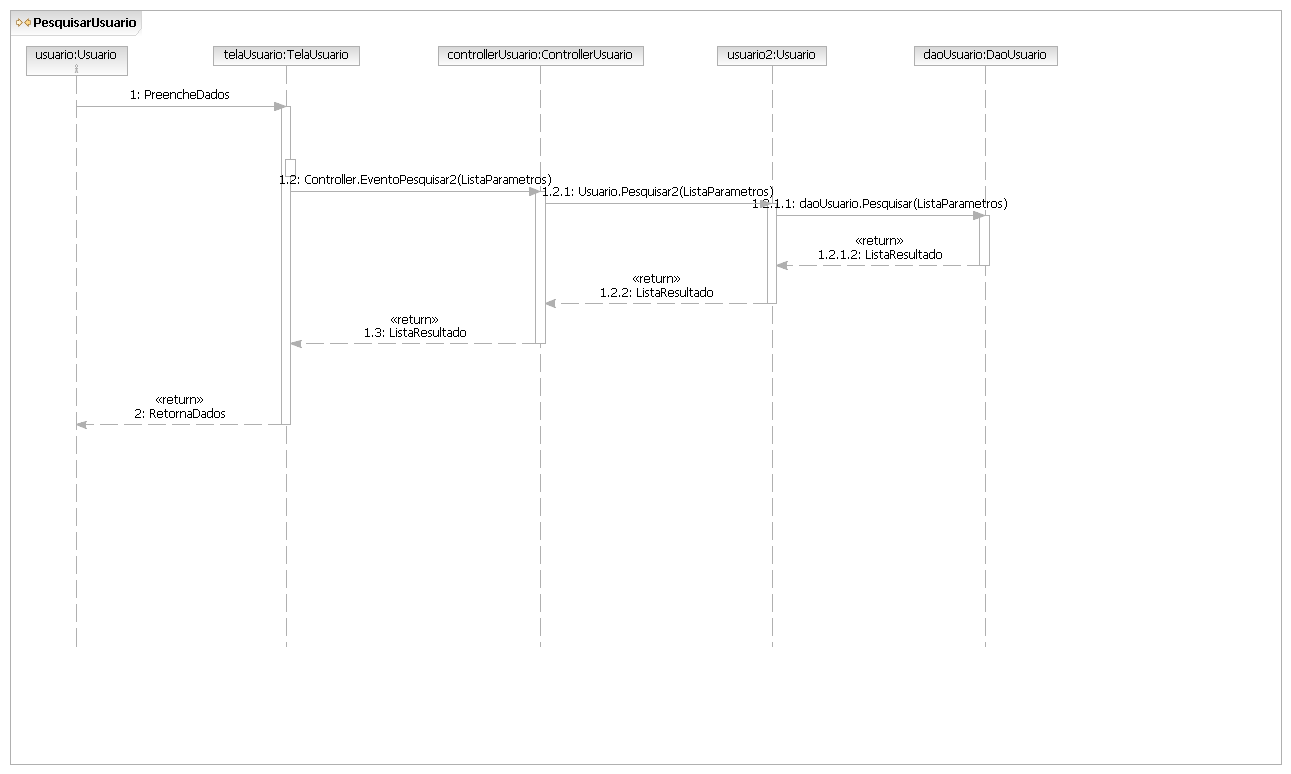 PesquisarUsuario
usuario:Usuario
telaUsuario:TelaUsuario
controllerUsuario:ControllerUsuario
usuario2:Usuario
daoUsuario:DaoUsuario
1: PreencheDados
1.2: Controller.EventoPesquisar2(ListaParametros)
1.2.1: Usuario.Pesquisar2(ListaParametros)
1.2.1.1: daoUsuario.Pesquisar(ListaParametros)
«return»
1.2.1.2: ListaResultado
«return»
1.2.2: ListaResultado
«return»
1.3: ListaResultado
«return»
2: RetornaDados